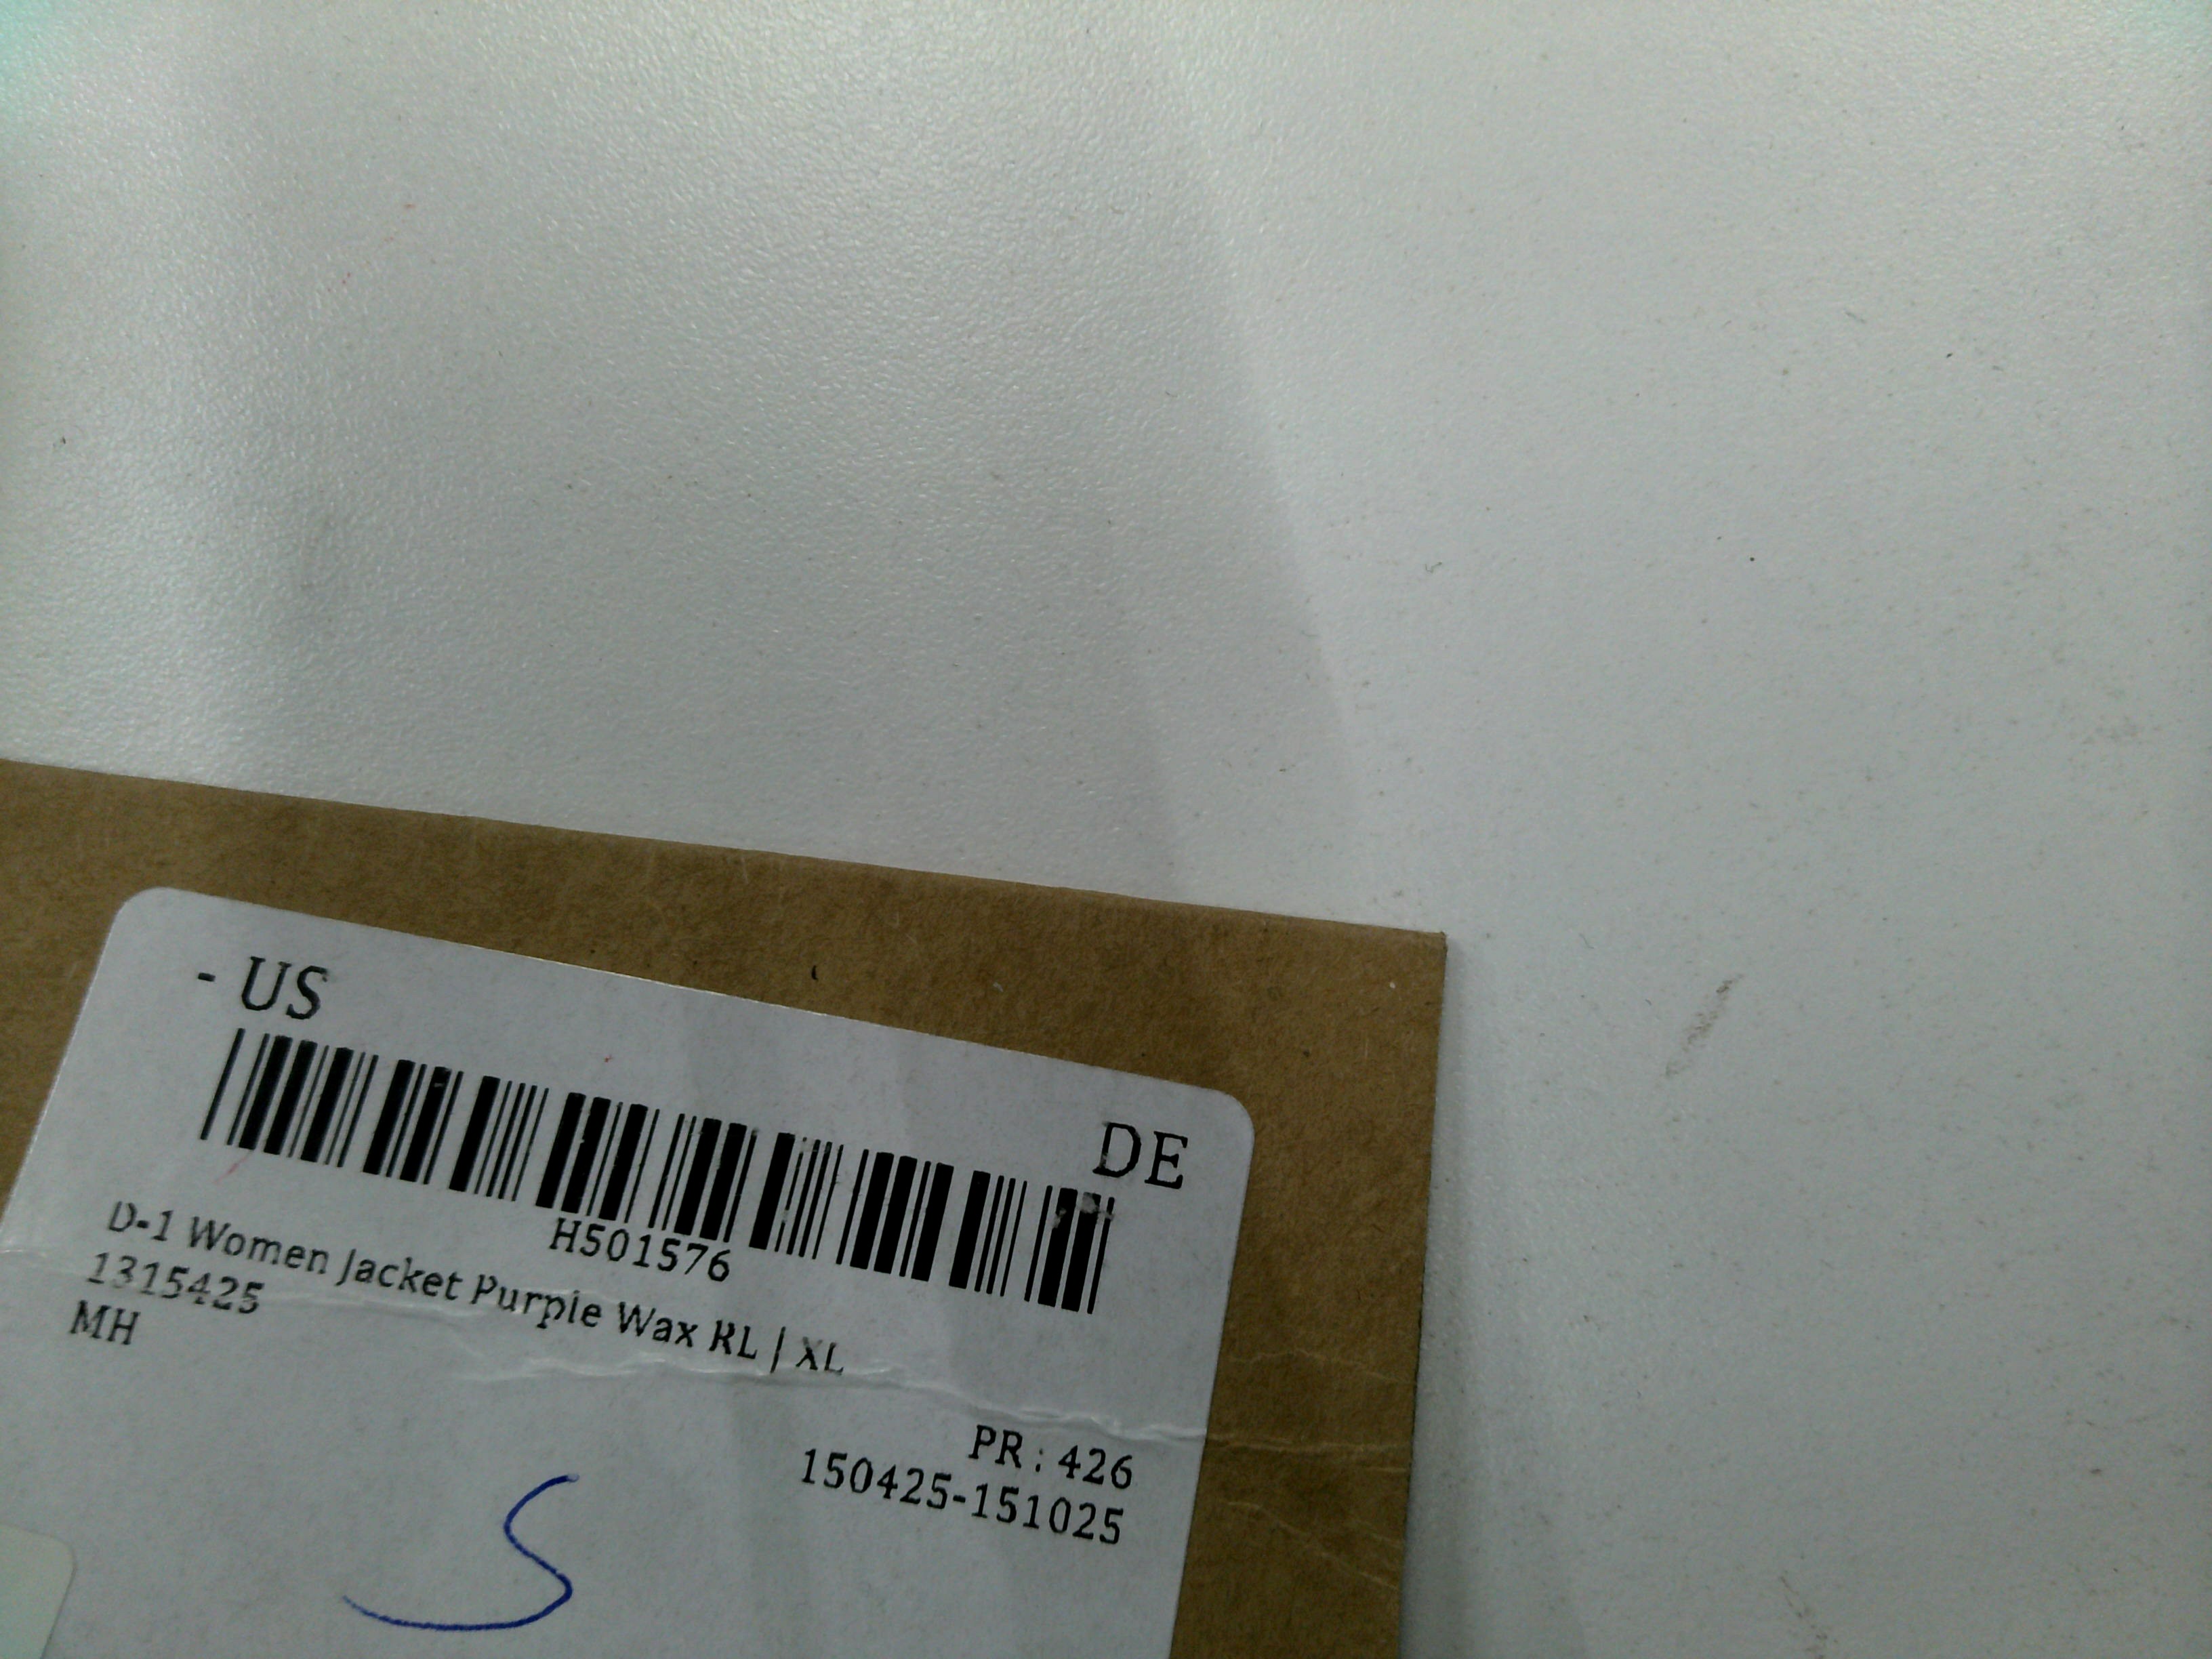 - US
DE
H501576
D-1 Women Jacket Purple Wax RL | XL
1315425
MH
PR : 426
150425-151025
S